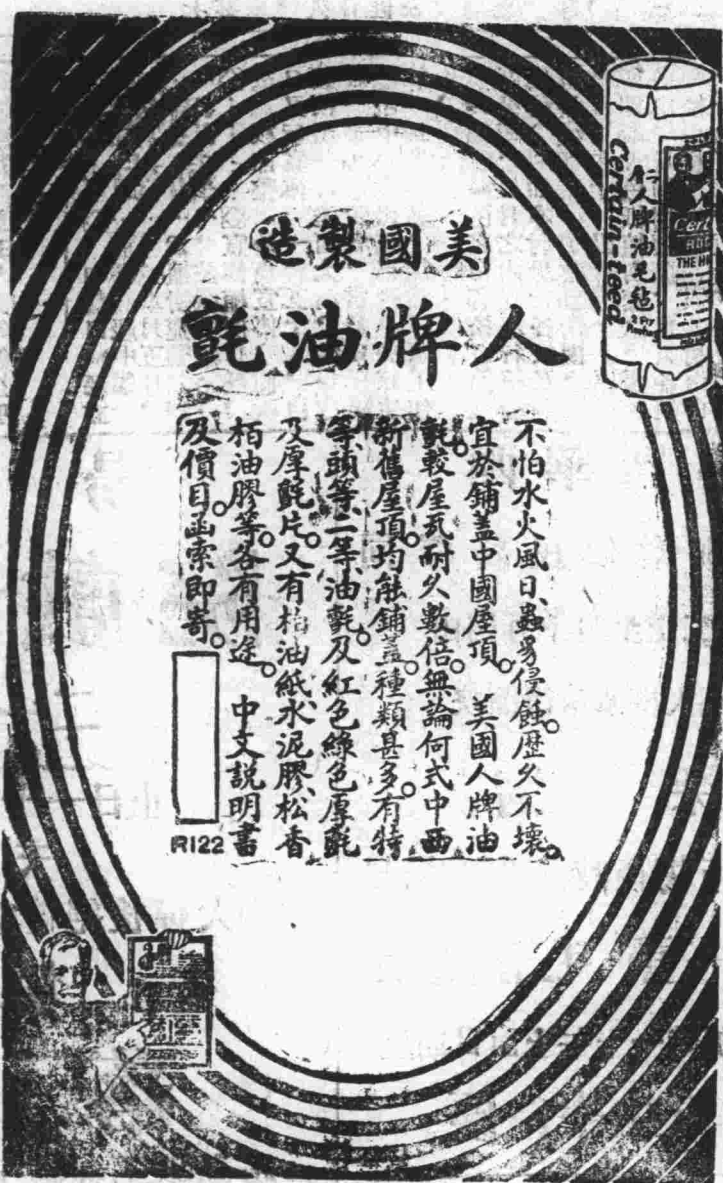 美國製造
人牌油氈
不怕水火風日、蟲豸侵蝕。歷久不壞。
宜於鋪蓋中國屋頂。 美國人牌油
氈。較屋瓦耐久數倍。無論何式中西
新舊屋頂。均能鋪蓋。種類甚多。有特
等、頭等、二等、油氈。及紅色綠色厚氈
及厚氈片。又有柏油紙、水泥膠、松香
柏油膠等。各有用途。 中文說明書
及價目。函索即寄。
R122
人牌油毛毡
Certain-teed
2 Ply
Cert
THE